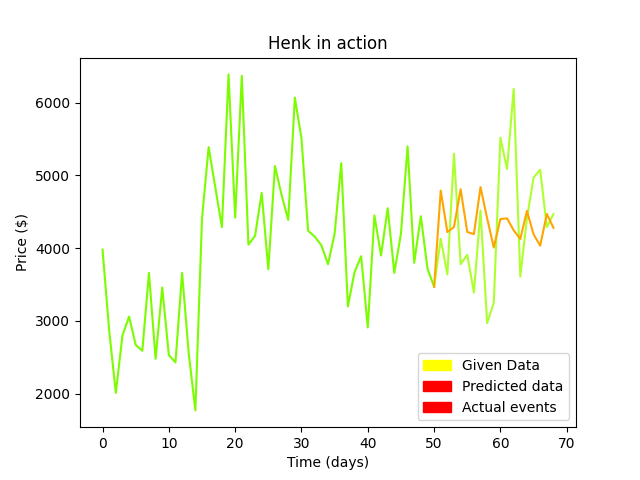 Henk in action
Price ($)
6000
5000
4000
3000
2000
0 10 20 30 40 50 60 70
Time (days)
Given Data
Predicted data
Actual events